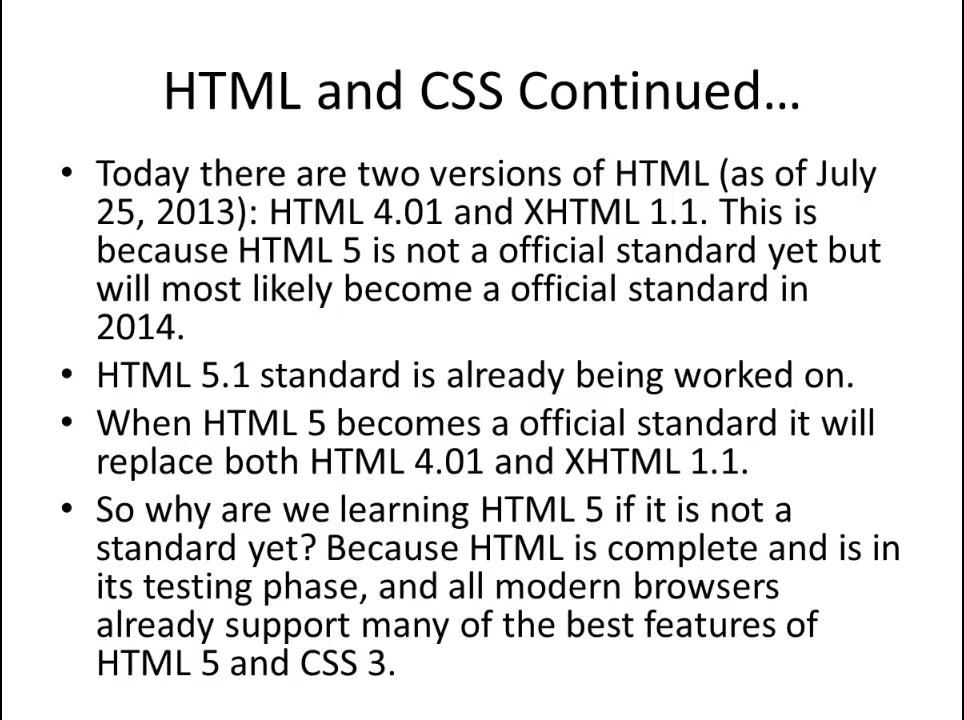 HTML and CSS Continued…
• Today there are two versions of HTML (as of July
25, 2013): HTML 4.01 and XHTML 1.1. This is
because HTML 5 is not a official standard yet but
will most likely become a official standard in
2014.
• HTML 5.1 standard is already being worked on.
• When HTML 5 becomes a official standard it will
replace both HTML 4.01 and XHTML 1.1.
• So why are we learning HTML 5 if it is not a
standard yet? Because HTML is complete and is in
its testing phase, and all modern browsers
already support many of the best features of
HTML 5 and CSS 3.